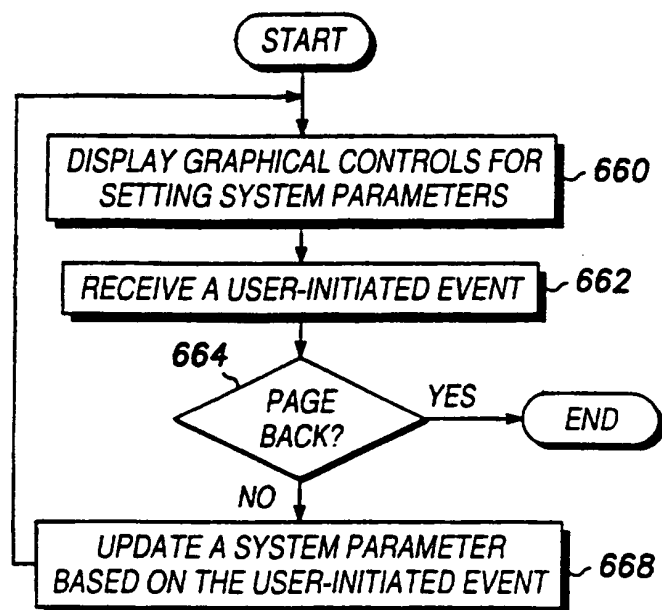 START
DISPLAY GRAPHICAL CONTROLS FOR
SETTING SYSTEM PARAMETERS
660
RECEIVE A USER-INITIATED EVENT
662
664
PAGE
BACK?
YES
END
NO
UPDATE A SYSTEM PARAMETER
BASED ON THE USER-INITIATED EVENT
668